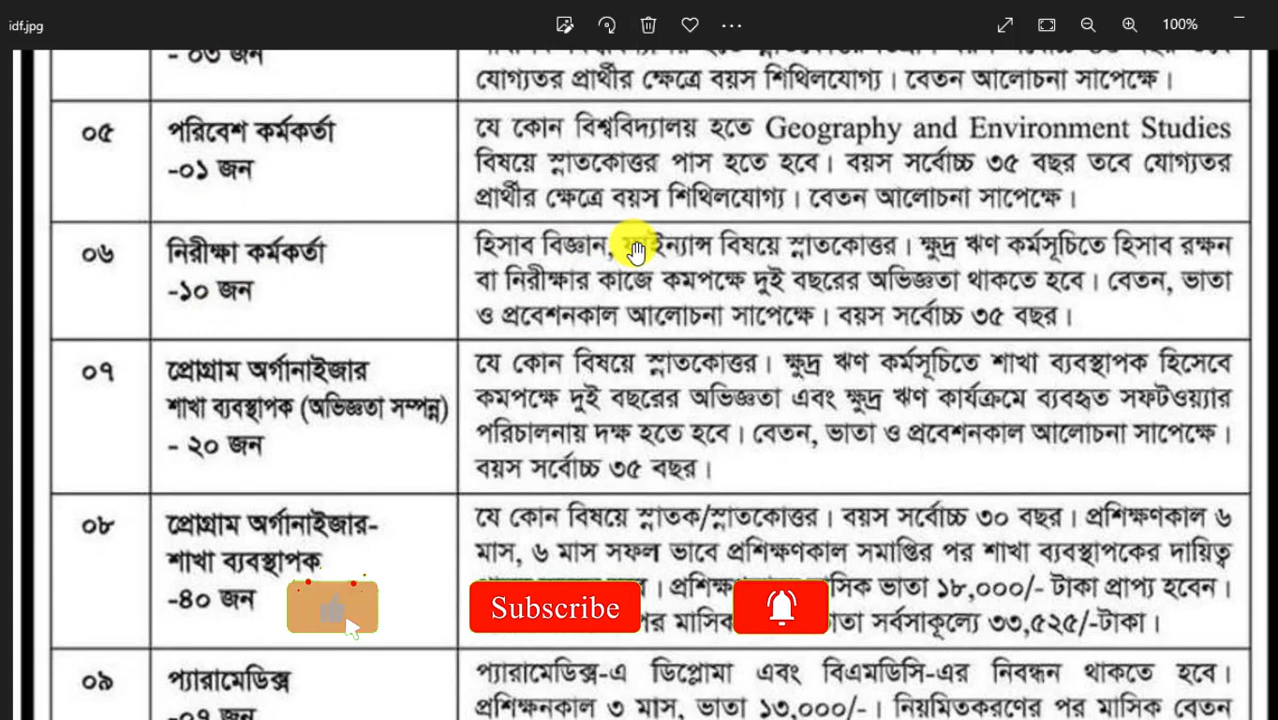 idf.jpg
100%
- ০৩ জন
যোগ্যতর প্রার্থীর ক্ষেত্রে বয়স শিথিলযোগ্য। বেতন আলোচনা সাপেক্ষে।
০৫
পরিবেশ কর্মকর্তা
-০১ জন
যে কোন বিশ্ববিদ্যালয় হতে Geography and Environment Studies
বিষয়ে স্নাতকোত্তর পাস হতে হবে। বয়স সর্বোচ্চ ৩৫ বছর তবে যোগ্যতর
প্রার্থীর ক্ষেত্রে বয়স শিথিলযোগ্য। বেতন আলোচনা সাপেক্ষে।
০৬
নিরীক্ষা কর্মকর্তা
-১০ জন
হিসাব বিজ্ঞান, ফাইন্যান্স বিষয়ে স্নাতকোত্তর। ক্ষুদ্র ঋণ কর্মসূচিতে হিসাব রক্ষন
বা নিরীক্ষার কাজে কমপক্ষে দুই বছরের অভিজ্ঞতা থাকতে হবে। বেতন, ভাতা
ও প্রবেশনকাল আলোচনা সাপেক্ষে। বয়স সর্বোচ্চ ৩৫ বছর।
০৭
প্রোগ্রাম অর্গানাইজার
শাখা ব্যবস্থাপক (অভিজ্ঞতা সম্পন্ন)
- ২০ জন
যে কোন বিষয়ে স্নাতকোত্তর। ক্ষুদ্র ঋণ কর্মসূচিতে শাখা ব্যবস্থাপক হিসেবে
কমপক্ষে দুই বছরের অভিজ্ঞতা এবং ক্ষুদ্র ঋণ কার্যক্রমে ব্যবহৃত সফটওয়্যার
পরিচালনায় দক্ষ হতে হবে। বেতন, ভাতা ও প্রবেশনকাল আলোচনা সাপেক্ষে।
বয়স সর্বোচ্চ ৩৫ বছর।
০৮
প্রোগ্রাম অর্গানাইজার-
শাখা ব্যবস্থাপক
-৪০ জন
যে কোন বিষয়ে স্নাতক/স্নাতকোত্তর। বয়স সর্বোচ্চ ৩০ বছর। প্রশিক্ষণকাল ৬
মাস, ৬ মাস সফল ভাবে প্রশিক্ষণকাল সমাপ্তির পর শাখা ব্যবস্থাপকের দায়িত্ব
মাসিক ভাতা ১৮,০০০/- টাকা প্রাপ্য হবেন।
পর মাসিক ভাতা সর্বসাকূল্যে ৩৩,৫২৫/-টাকা।
Subscribe
০৯
প্যারামেডিক্স
-০৭ জন
প্যারামেডিক্স-এ ডিপ্লোমা এবং বিএমডিসি-এর নিবন্ধন থাকতে হবে।
প্রশিক্ষনকাল ৩ মাস, ভাতা ১৩,০০০/-। নিয়মিতকরণের পর মাসিক বেতন